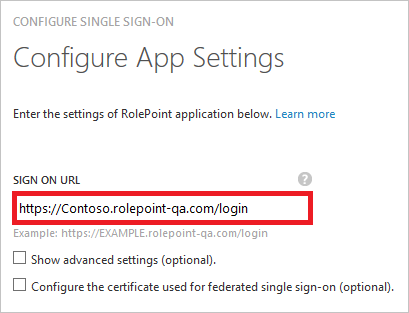 CONFIGURE SINGLE SIGN-ON
Configure App Settings
Enter the settings of RolePoint application below. Learn more
SIGN ON URL
?
https://Contoso.rolepoint-qa.com/login
Example: https://EXAMPLE.rolepoint-qa.com/login
Show advanced settings (optional).
Configure the certificate used for federated single sign-on (optional).